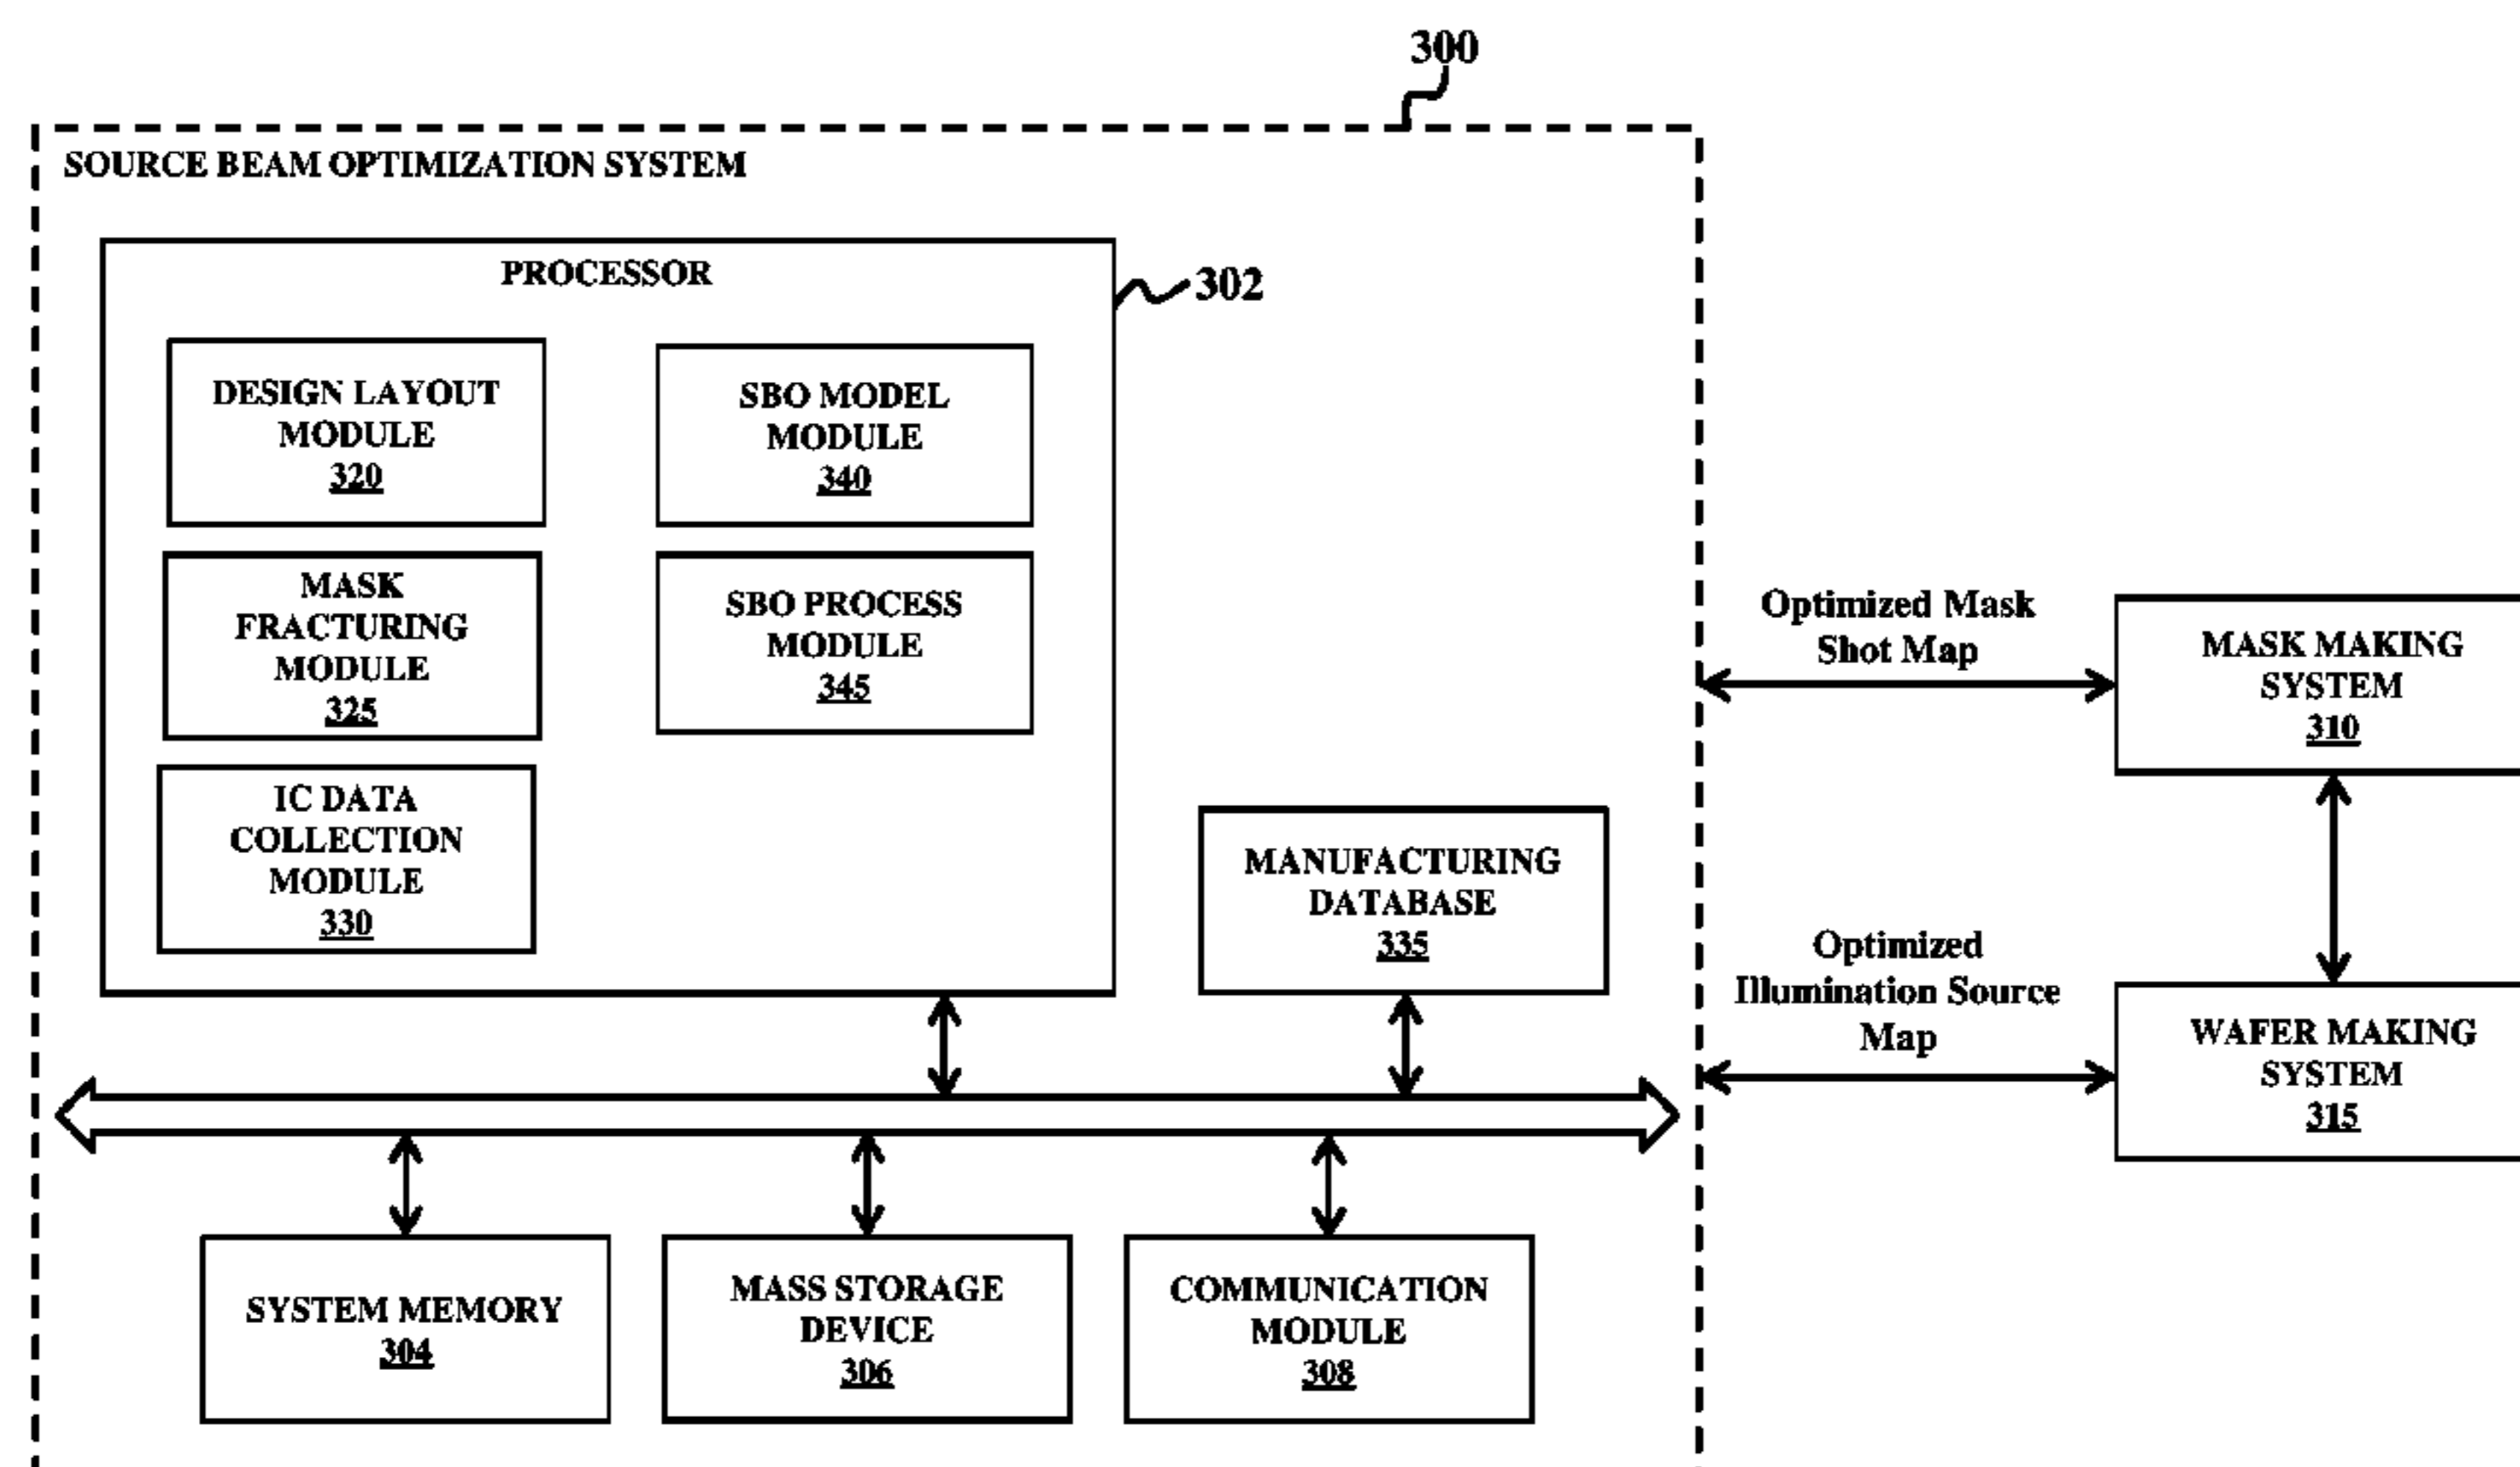 300
SOURCE BEAM OPTIMIZATION SYSTEM
PROCESSOR
302
DESIGN LAYOUT
MODULE
320
SBO MODEL
MODULE
340
MASK
FRACTURING
MODULE
325
SBO PROCESS
MODULE
345
IC DATA
COLLECTION
MODULE
330
MANUFACTURING
DATABASE
335
Optimized Mask
Shot Map
MASK MAKING
SYSTEM
310
Optimized
Illumination Source
Map
WAFER MAKING
SYSTEM
315
SYSTEM MEMORY
304
MASS STORAGE
DEVICE
306
COMMUNICATION
MODULE
308